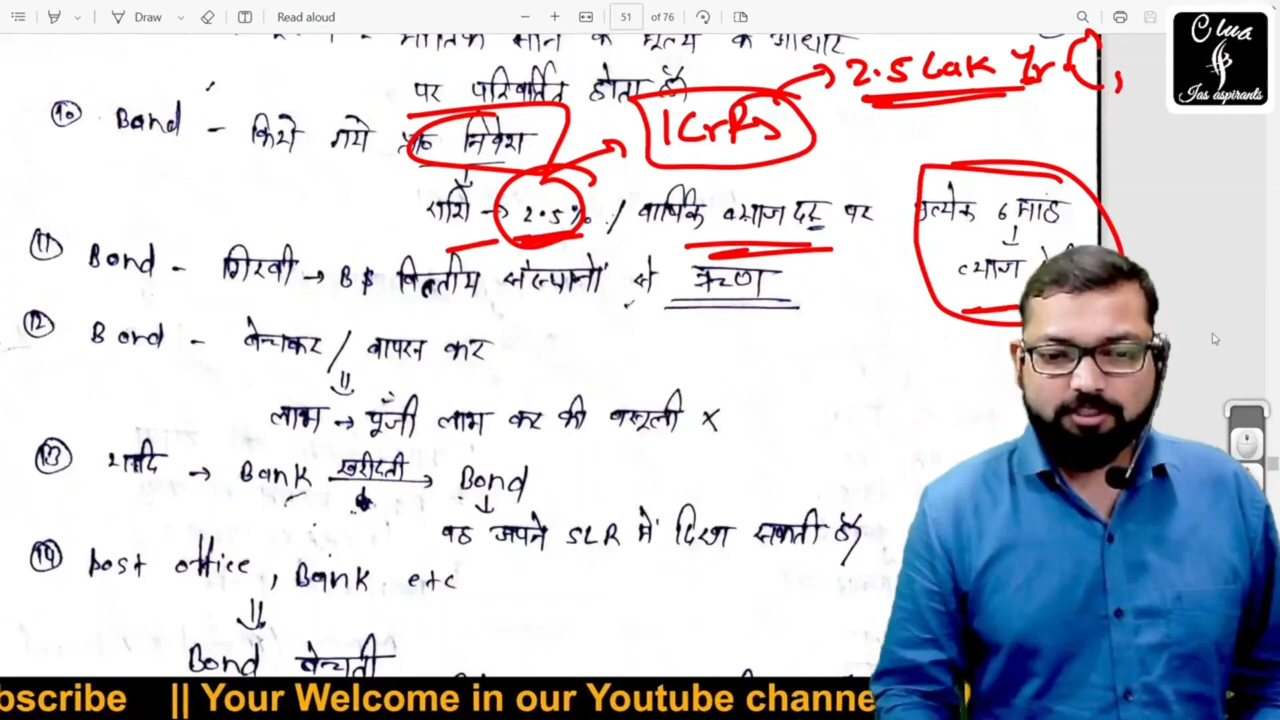 Draw
Read aloud
51 of 76
Clua
Ias aspirants
के मूल्य के आधार
पर परिवर्तित होता है।
2.5 Lak Yr
⑩ Bond - किये गये निवेश
1 Cr Rs
राशि → 2.5% / वार्षिक ब्याज दर पर प्रत्येक 6 माह
ब्याज
⑪ Bond - गिरवी → वित्तीय संस्थानों से ऋण
⑫ Bond - बेचकर / वापस कर
लाभ → पूँजी लाभ कर की वसूली X
⑬ यदि → Bank खरीदती → Bond
वह अपने SLR में दिखा सकती है।
⑭ Post office, Bank etc
Bond बेचती
bscribe || Your Welcome in our Youtube channe